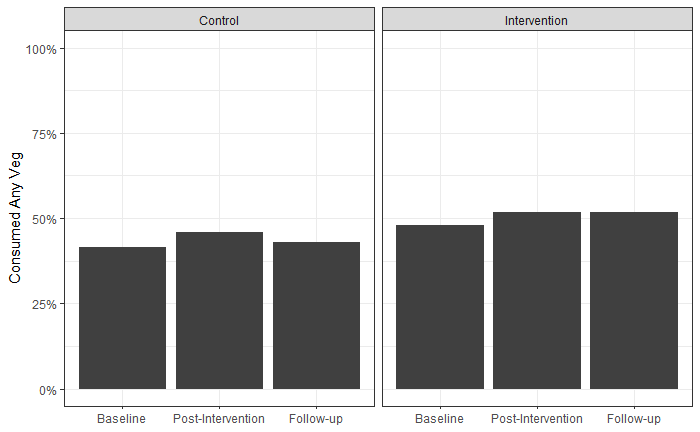 Control Intervention
100%
75%
50%
25%
0%
Consumed Any Veg
Baseline Post-Intervention Follow-up Baseline Post-Intervention Follow-up